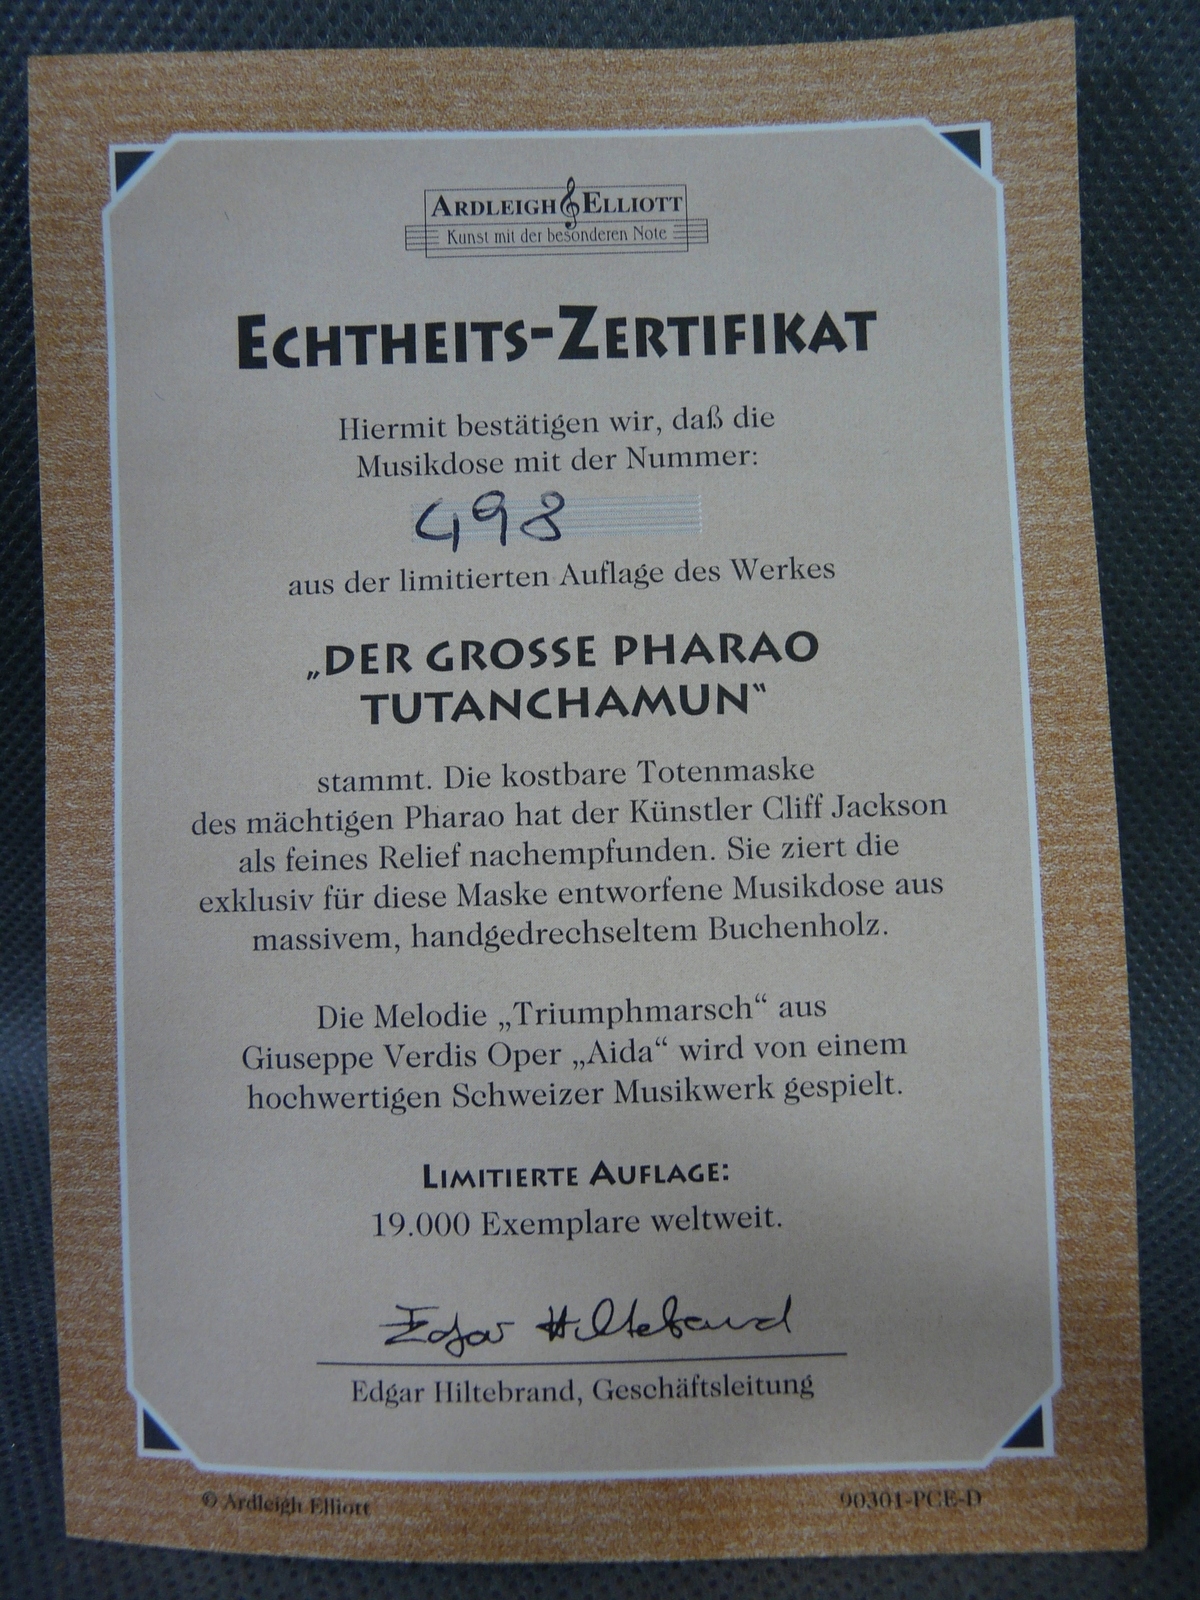 ARDLEIGH ELLIOTT
Kunst mit der besonderen Note
ECHTHEITS-ZERTIFIKAT
Hiermit bestätigen wir, daß die
Musikdose mit der Nummer:
498
aus der limitierten Auflage des Werkes
„DER GROSSE PHARAO
TUTANCHAMUN“
stammt. Die kostbare Totenmaske
des mächtigen Pharao hat der Künstler Cliff Jackson
als feines Relief nachempfunden. Sie ziert die
exklusiv für diese Maske entworfene Musikdose aus
massivem, handgedrechseltem Buchenholz.
Die Melodie „Triumphmarsch“ aus
Giuseppe Verdis Oper „Aida“ wird von einem
hochwertigen Schweizer Musikwerk gespielt.
LIMITIERTE AUFLAGE:
19.000 Exemplare weltweit.
Edgar Hiltebrand
Edgar Hiltebrand, Geschäftsleitung
© Ardleigh Elliott
90301-PCE-D